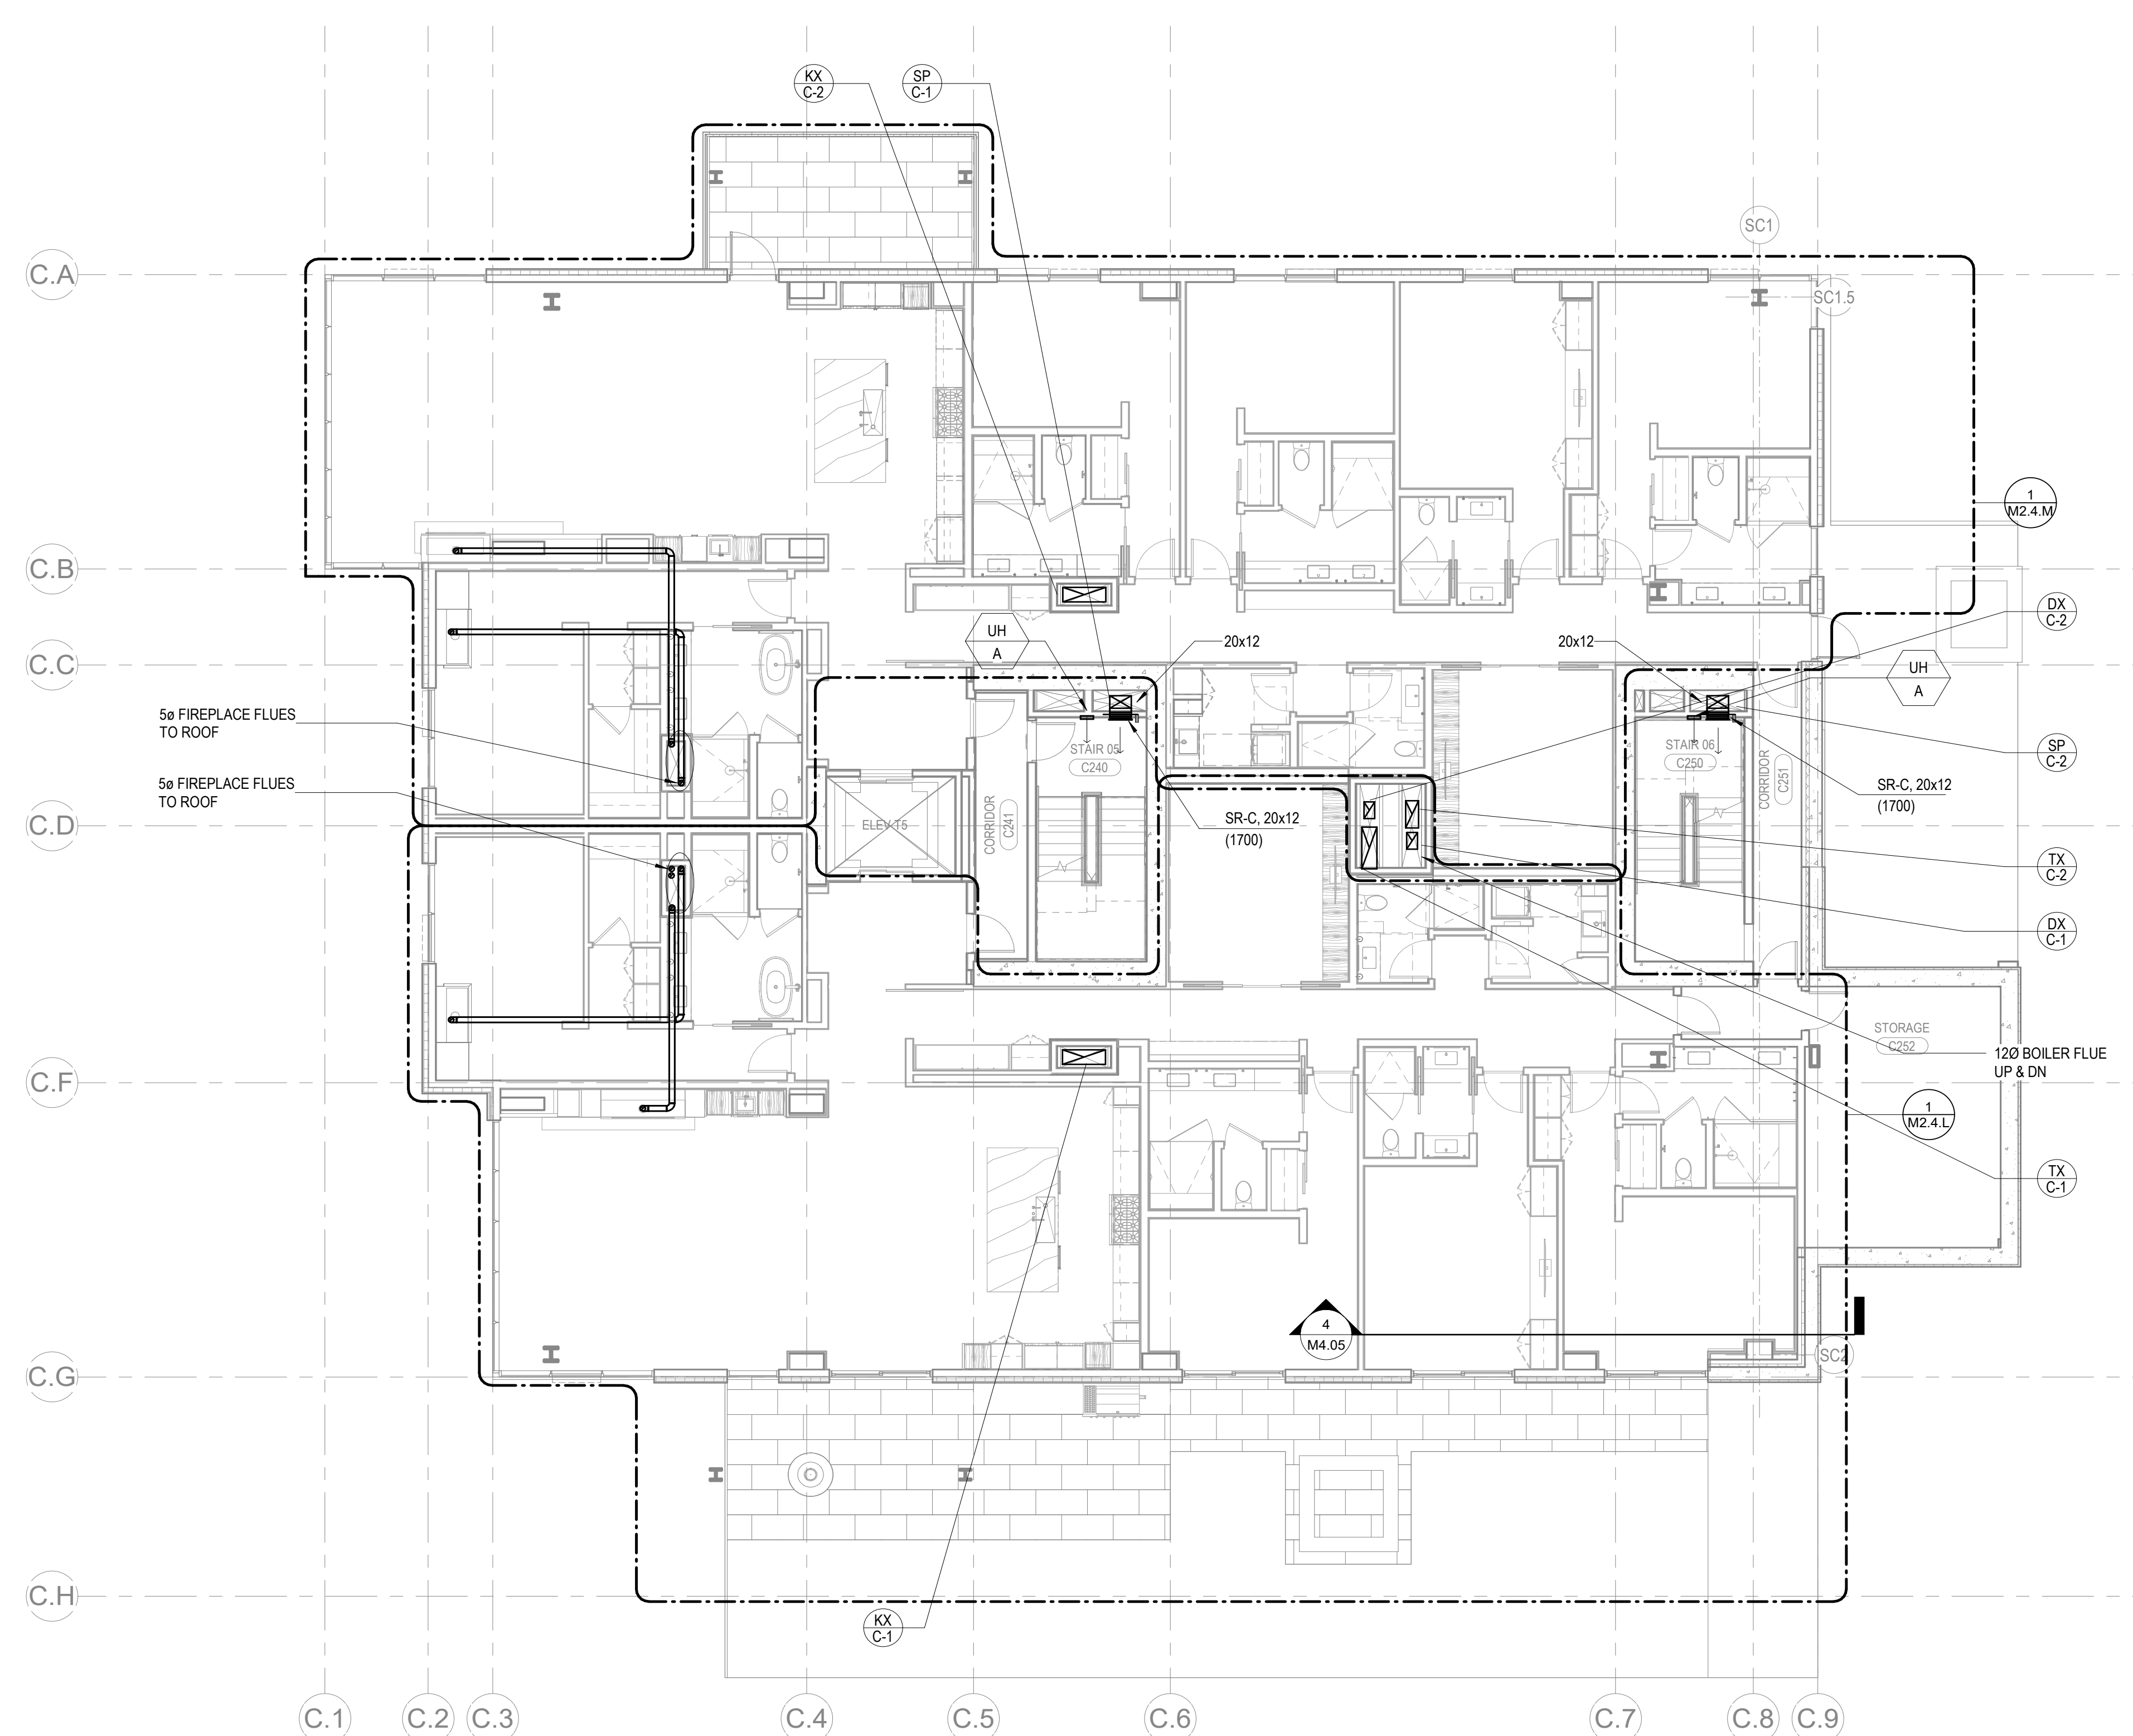 KX
C-2
SP
C-1
SC1
C.A
SC1.5
1
M2.4.M
C.B
DX
C-2
UH
A
20x12
20x12
C.C
UH
A
5ø FIREPLACE FLUES
TO ROOF
STAIR 05
C240
STAIR 06
C250
CORRIDOR
C251
SP
C-2
5ø FIREPLACE FLUES
TO ROOF
SR-C, 20x12
(1700)
C.D
ELEV T5
CORRIDOR
C241
SR-C, 20x12
(1700)
TX
C-2
DX
C-1
STORAGE
C252
12Ø BOILER FLUE
UP & DN
C.F
1
M2.4.L
TX
C-1
4
M4.05
SC2
C.G
C.H
KX
C-1
C.1
C.2
C.3
C.4
C.5
C.6
C.7
C.8
C.9